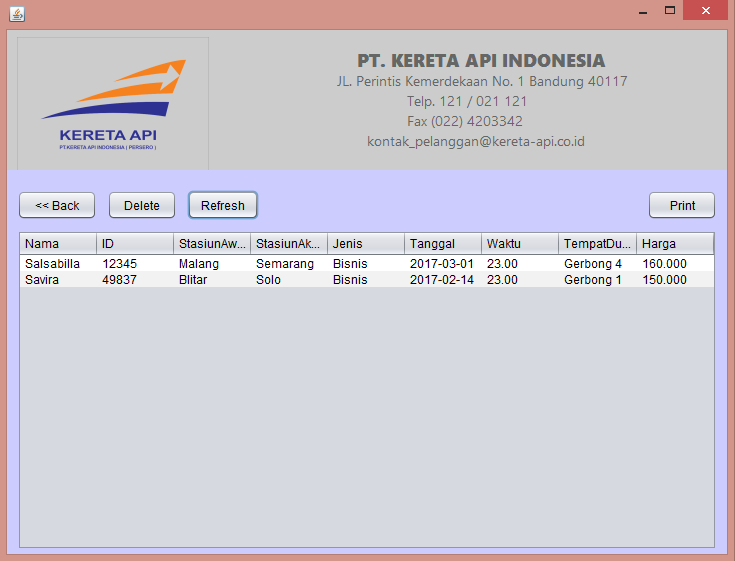 KERETA API
PT.KERETA API INDONESIA ( PERSERO )
PT. KERETA API INDONESIA
JL. Perintis Kemerdekaan No. 1 Bandung 40117
Telp. 121 / 021 121
Fax (022) 4203342
kontak_pelanggan@kereta-api.co.id
<< Back Delete Refresh Print
Nama ID StasiunAw... StasiunAk... Jenis Tanggal Waktu TempatDu... Harga
Salsabilla 12345 Malang Semarang Bisnis 2017-03-01 23.00 Gerbong 4 160.000
Savira 49837 Blitar Solo Bisnis 2017-02-14 23.00 Gerbong 1 150.000